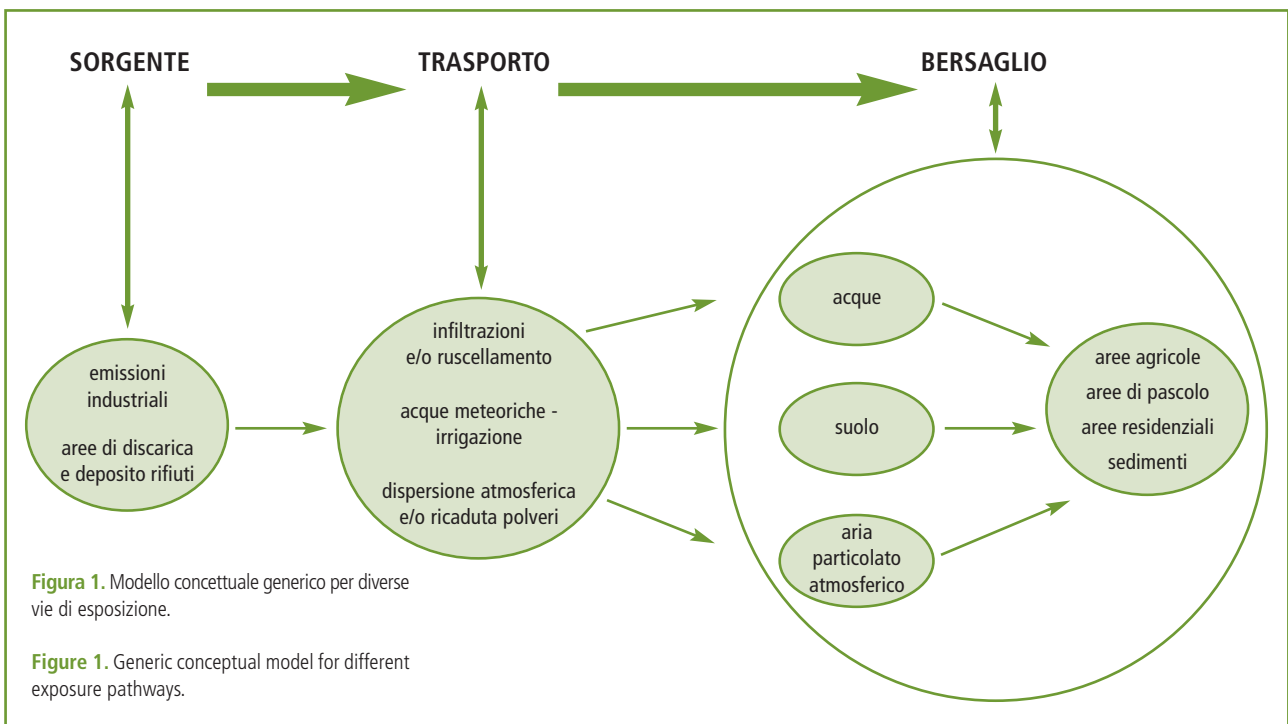 SORGENTE
TRASPORTO
BERSAGLIO
emissioni
industriali
aree di discarica
e deposito rifiuti
infiltrazioni
e/o ruscellamento
acque meteoriche -
irrigazione
dispersione atmosferica
e/o ricaduta polveri
acque
suolo
aria
particolato
atmosferico
aree agricole
aree di pascolo
aree residenziali
sedimenti
Figura 1. Modello concettuale generico per diverse
vie di esposizione.
Figure 1. Generic conceptual model for different
exposure pathways.